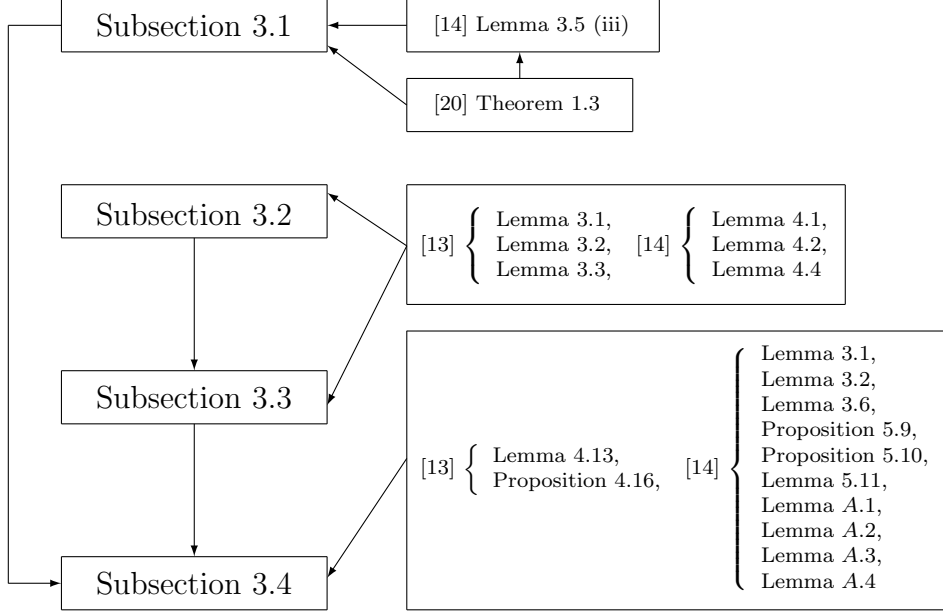 Subsection 3.1
[14] Lemma 3.5 (iii)
[20] Theorem 1.3
Subsection 3.2
[13]
Lemma 3.1,
Lemma 3.2,
Lemma 3.3,
[14]
Lemma 4.1,
Lemma 4.2,
Lemma 4.4
Subsection 3.3
[13]
Lemma 4.13,
Proposition 4.16,
[14]
Lemma 3.1,
Lemma 3.2,
Lemma 3.6,
Proposition 5.9,
Proposition 5.10,
Lemma 5.11,
Lemma A.1,
Lemma A.2,
Lemma A.3,
Lemma A.4
Subsection 3.4